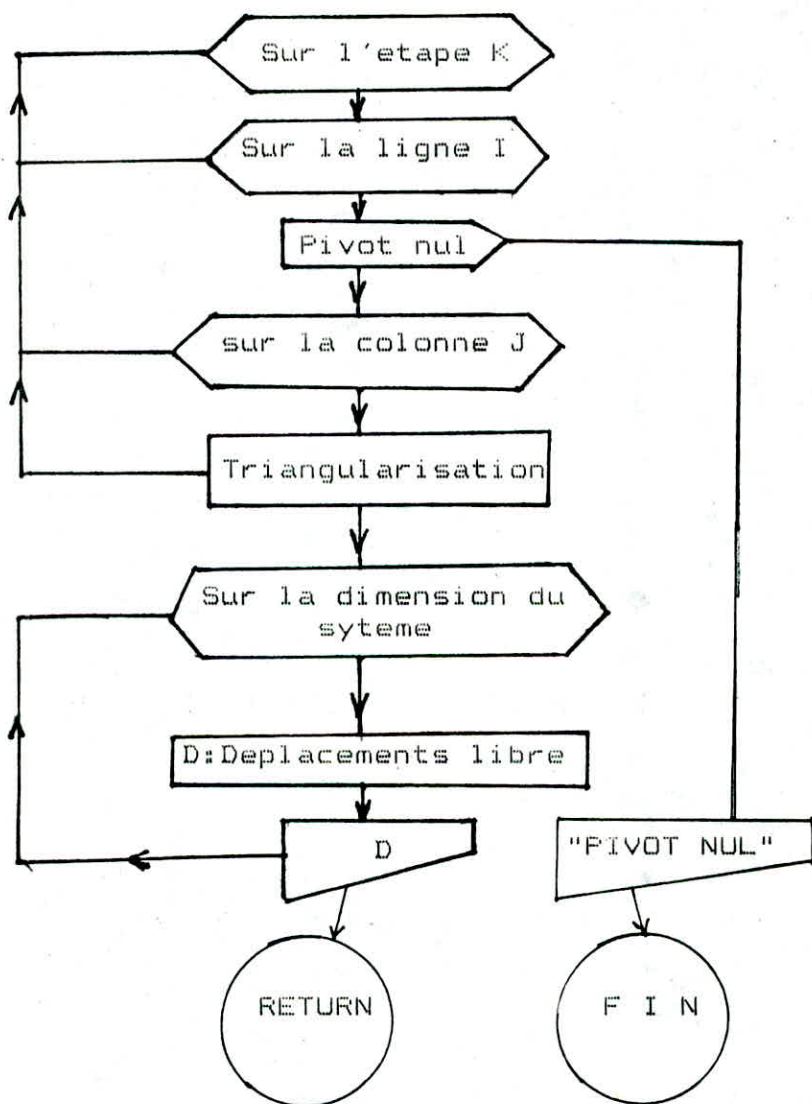 Sur l'etape K
Sur la ligne I
Pivot nul
sur la colonne J
Triangularisation
Sur la dimension du
syteme
D:Deplacements libre
D
"PIVOT NUL"
RETURN
F I N